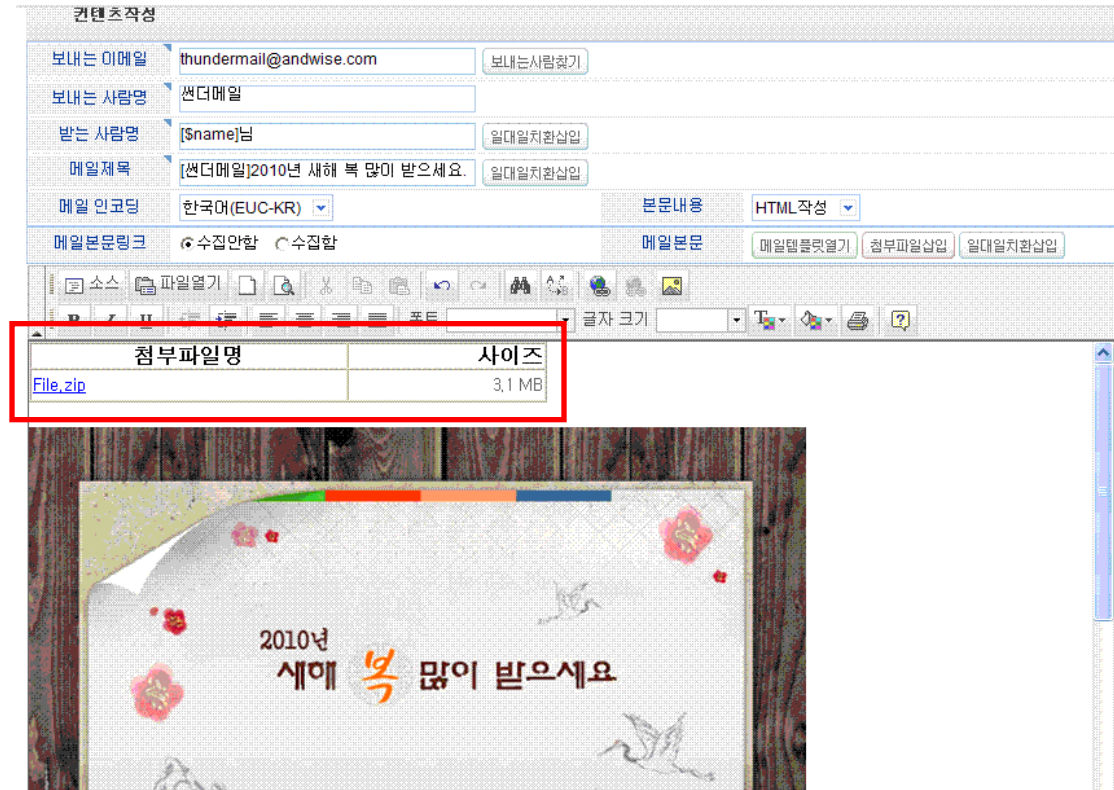 컨텐츠작성
보내는 이메일 thundermail@andwise.com 보내는사람찾기
보내는 사람명 썬더메일
받는 사람명 [$name]님 일대일치환삽입
메일제목 [썬더메일]2010년 새해 복 많이 받으세요. 일대일치환삽입
메일 인코딩 한국어(EUC-KR) 본문내용 HTML작성
메일본문링크 수집안함 수집함 메일본문 메일템플릿열기 첨부파일삽입 일대일치환삽입
소스 파일열기
B I U 폰트 글자 크기
첨부파일명 사이즈
File.zip 3.1 MB
2010년
새해 복 많이 받으세요